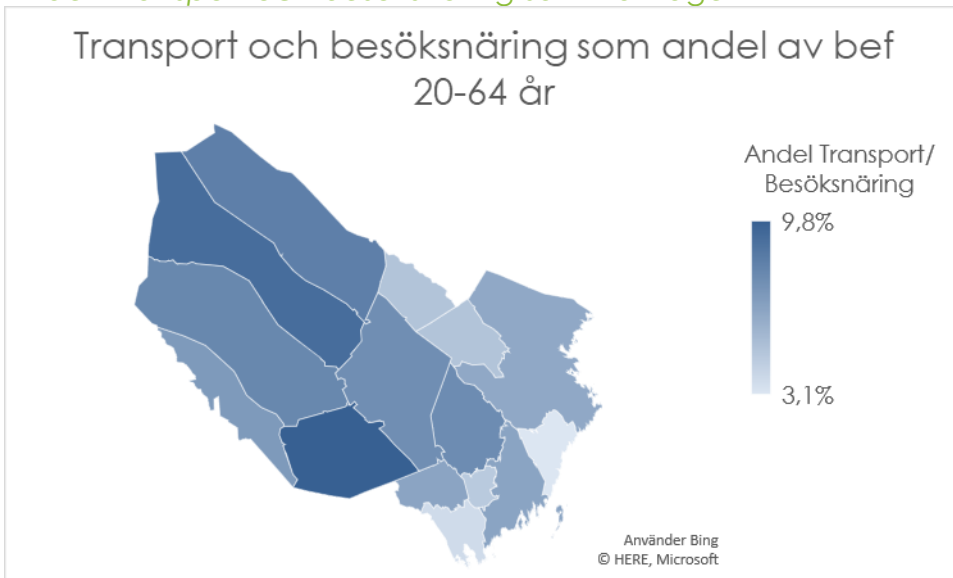 Transport och besöksnäring som andel av bef
20-64 år
Andel Transport/
Besöksnäring
9,8%
3,1%
Använder Bing
© HERE, Microsoft